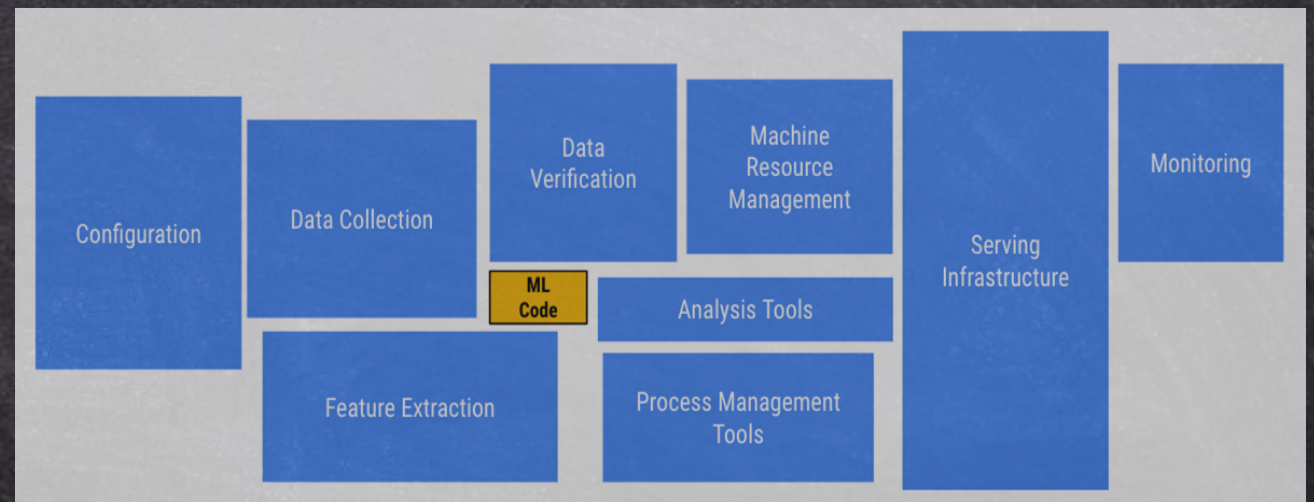 Configuration
Data Collection
Data
Verification
Machine
Resource
Management
Serving
Infrastructure
Monitoring
ML
Code
Analysis Tools
Feature Extraction
Process Management
Tools